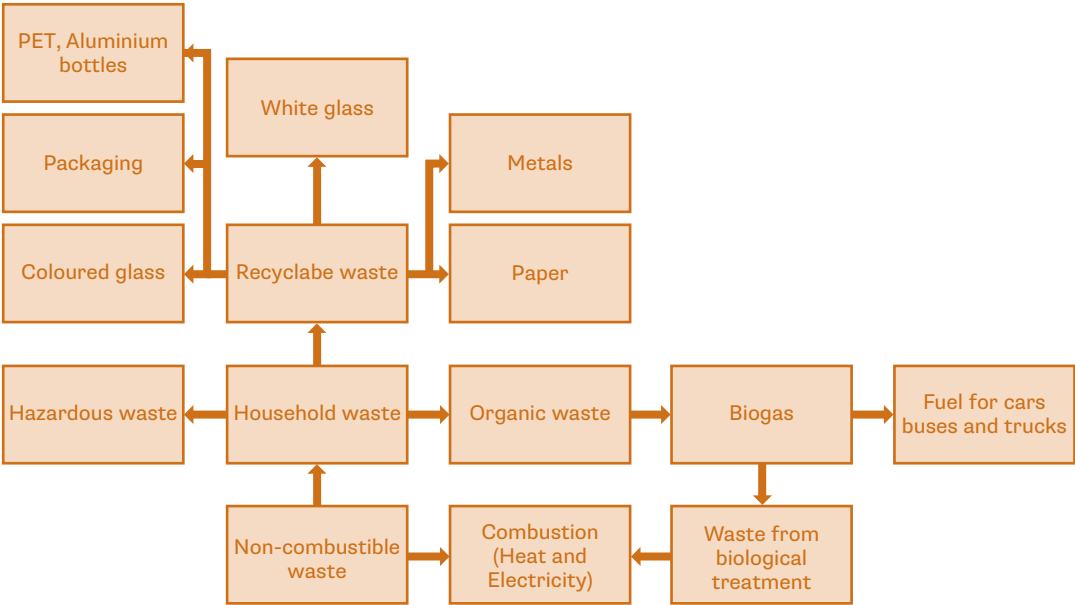 PET, Aluminium
bottles
White glass
Packaging
Metals
Coloured glass
Recyclabe waste
Paper
Hazardous waste
Household waste
Organic waste
Biogas
Fuel for cars
buses and trucks
Non-combustible
waste
Combustion
(Heat and
Electricity)
Waste from
biological
treatment